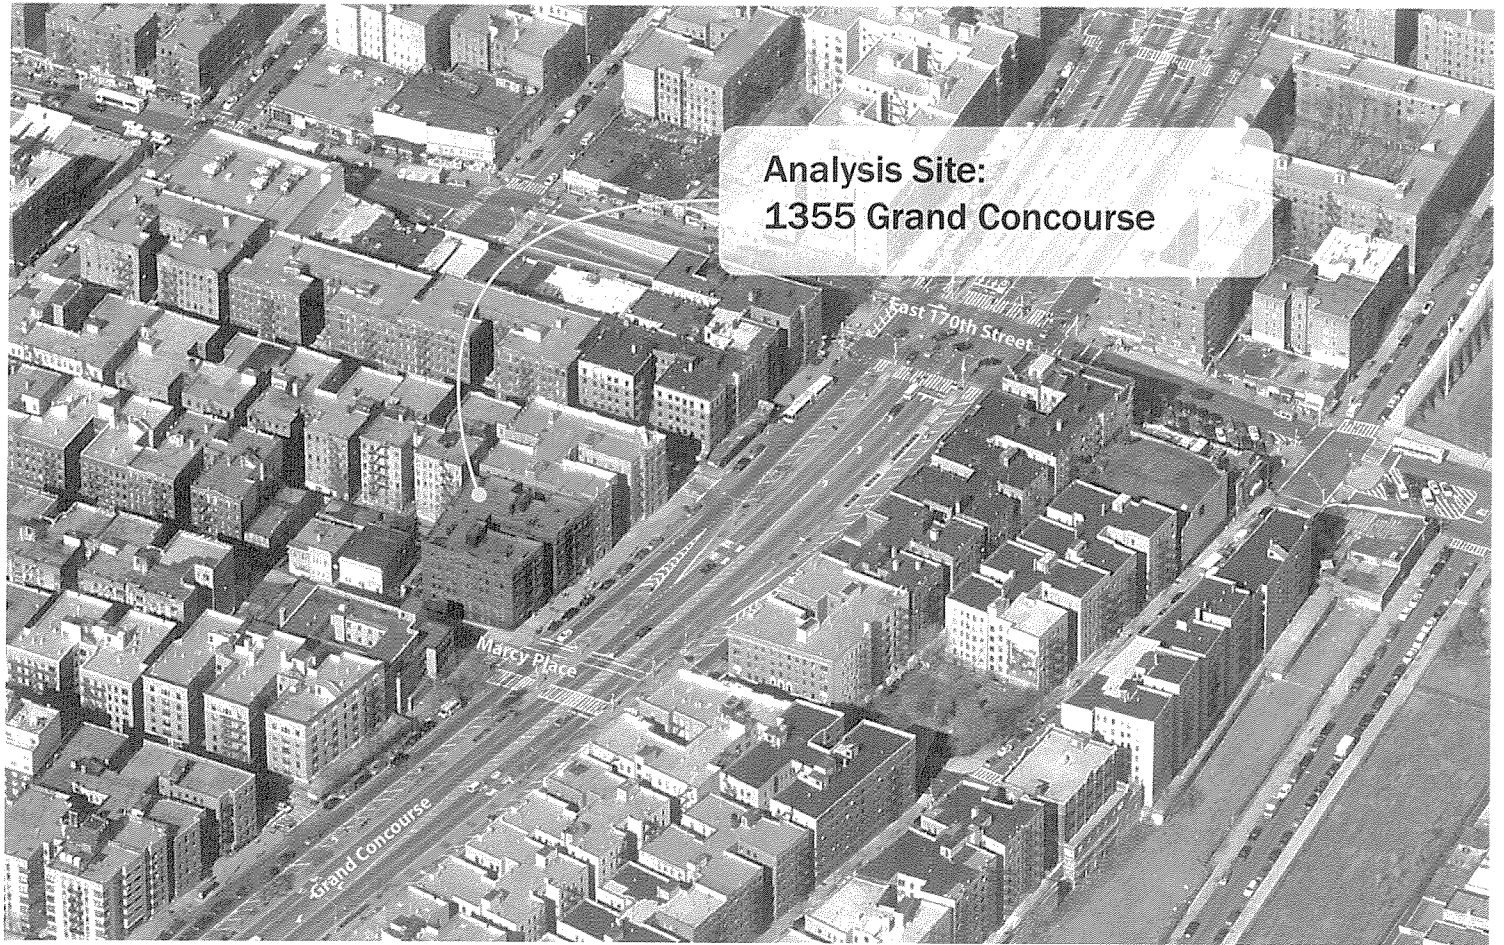 Analysis Site:
1355 Grand Concourse
East 170th Street
Marcy Place
Grand Concourse